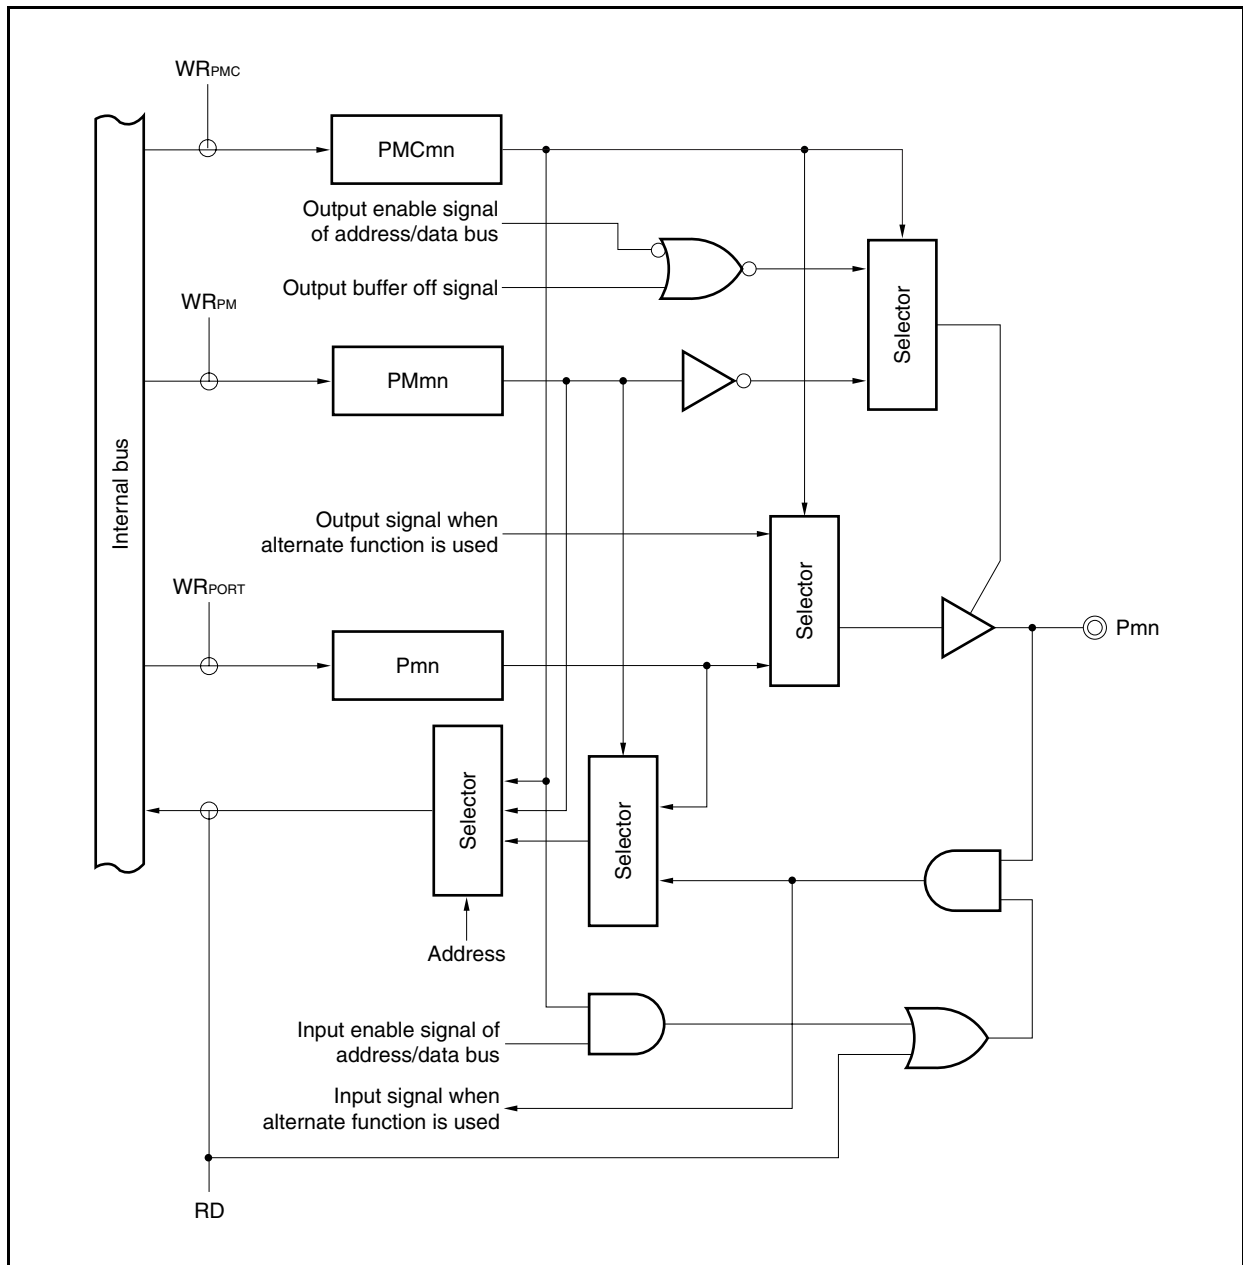 WRPMC
PMCmn
Output enable signal
of address/data bus
Output buffer off signal
Selector
WRPM
PMmn
Internal bus
Output signal when
alternate function is used
Selector
WRPORT
Pmn
Pmn
Selector
Selector
Address
Input enable signal of
address/data bus
Input signal when
alternate function is used
RD